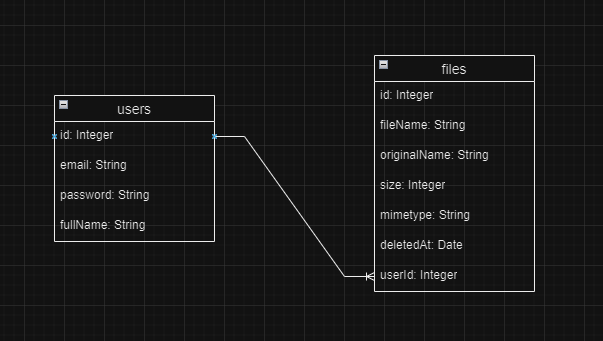 users
id: Integer
email: String
password: String
fullName: String
files
id: Integer
fileName: String
originalName: String
size: Integer
mimetype: String
deletedAt: Date
userId: Integer